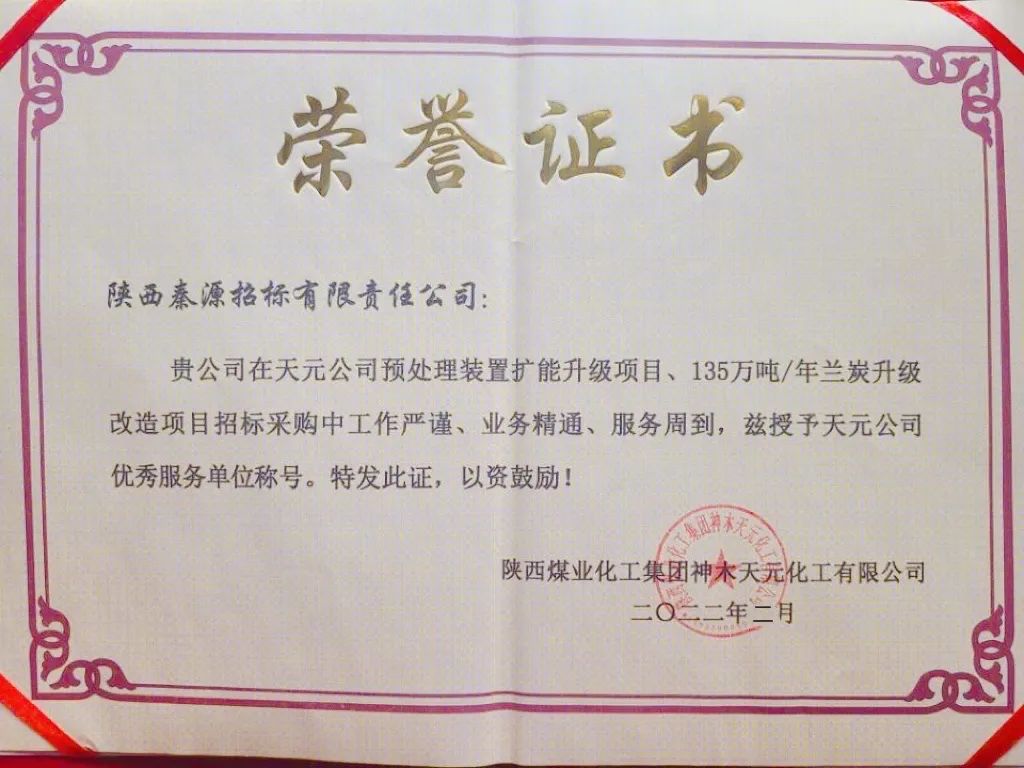 荣誉证书
陕西秦源招标有限责任公司：
贵公司在天元公司预处理装置扩能升级项目、135万吨/年兰炭升级
改造项目招标采购中工作严谨、业务精通、服务周到，兹授予天元公司
优秀服务单位称号。特发此证，以资鼓励！
陕西煤业化工集团神木天元化工有限公司
二〇二二年二月